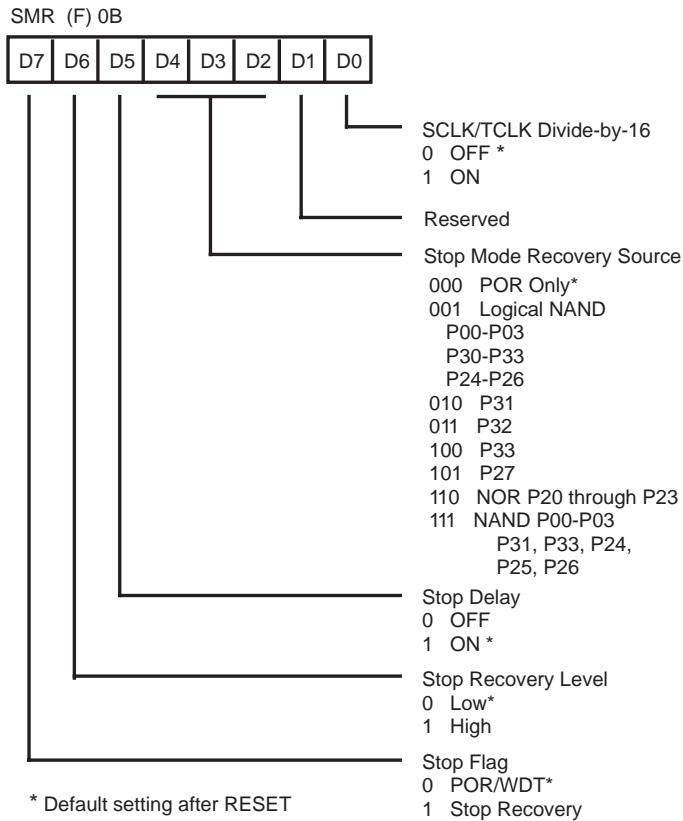 SMR (F) 0B
D7 D6 D5 D4 D3 D2 D1 D0
SCLK/TCLK Divide-by-16
0 OFF *
1 ON
Reserved
Stop Mode Recovery Source
000 POR Only*
001 Logical NAND
P00-P03
P30-P33
P24-P26
010 P31
011 P32
100 P33
101 P27
110 NOR P20 through P23
111 NAND P00-P03
P31, P33, P24,
P25, P26
Stop Delay
0 OFF
1 ON *
Stop Recovery Level
0 Low*
1 High
Stop Flag
0 POR/WDT*
1 Stop Recovery
* Default setting after RESET